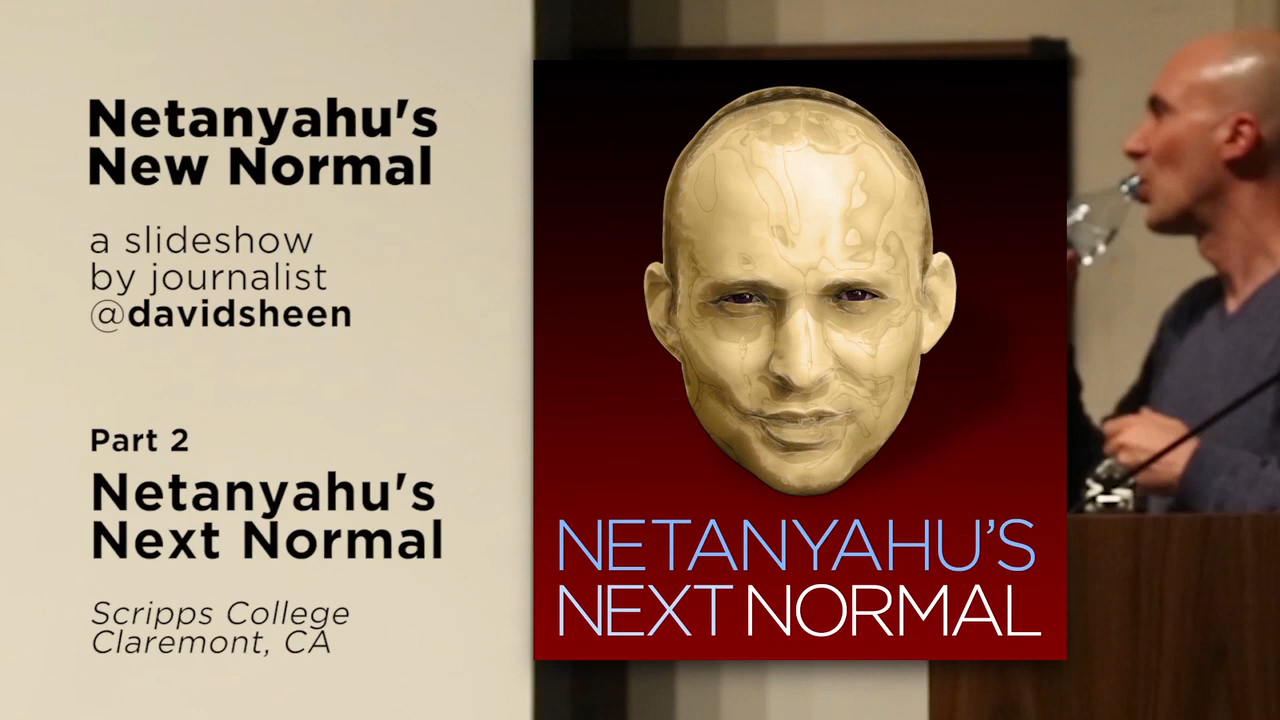 Netanyahu's
New Normal
a slideshow
by journalist
@davidsheen
Part 2
Netanyahu's
Next Normal
Scripps College
Claremont, CA
NETANYAHU'S
NEXT NORMAL